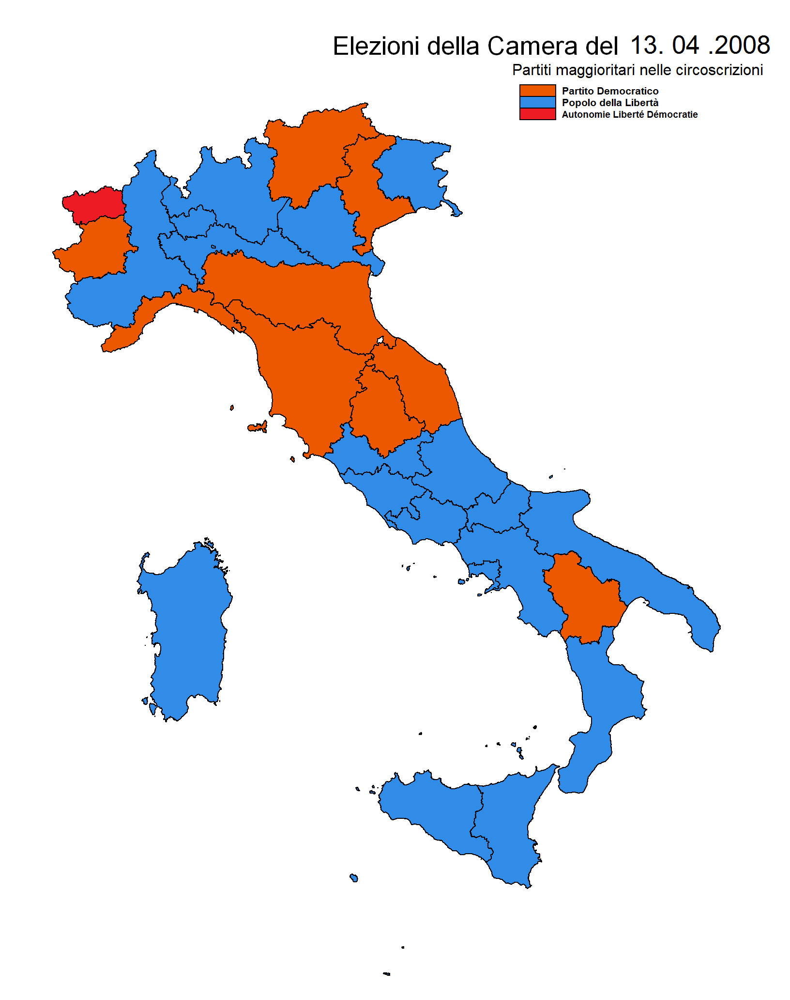 Elezioni della Camera del 13. 04 .2008
Partiti maggioritari nelle circoscrizioni
Partito Democratico
Popolo della Libertà
Autonomie Liberté Démocratie